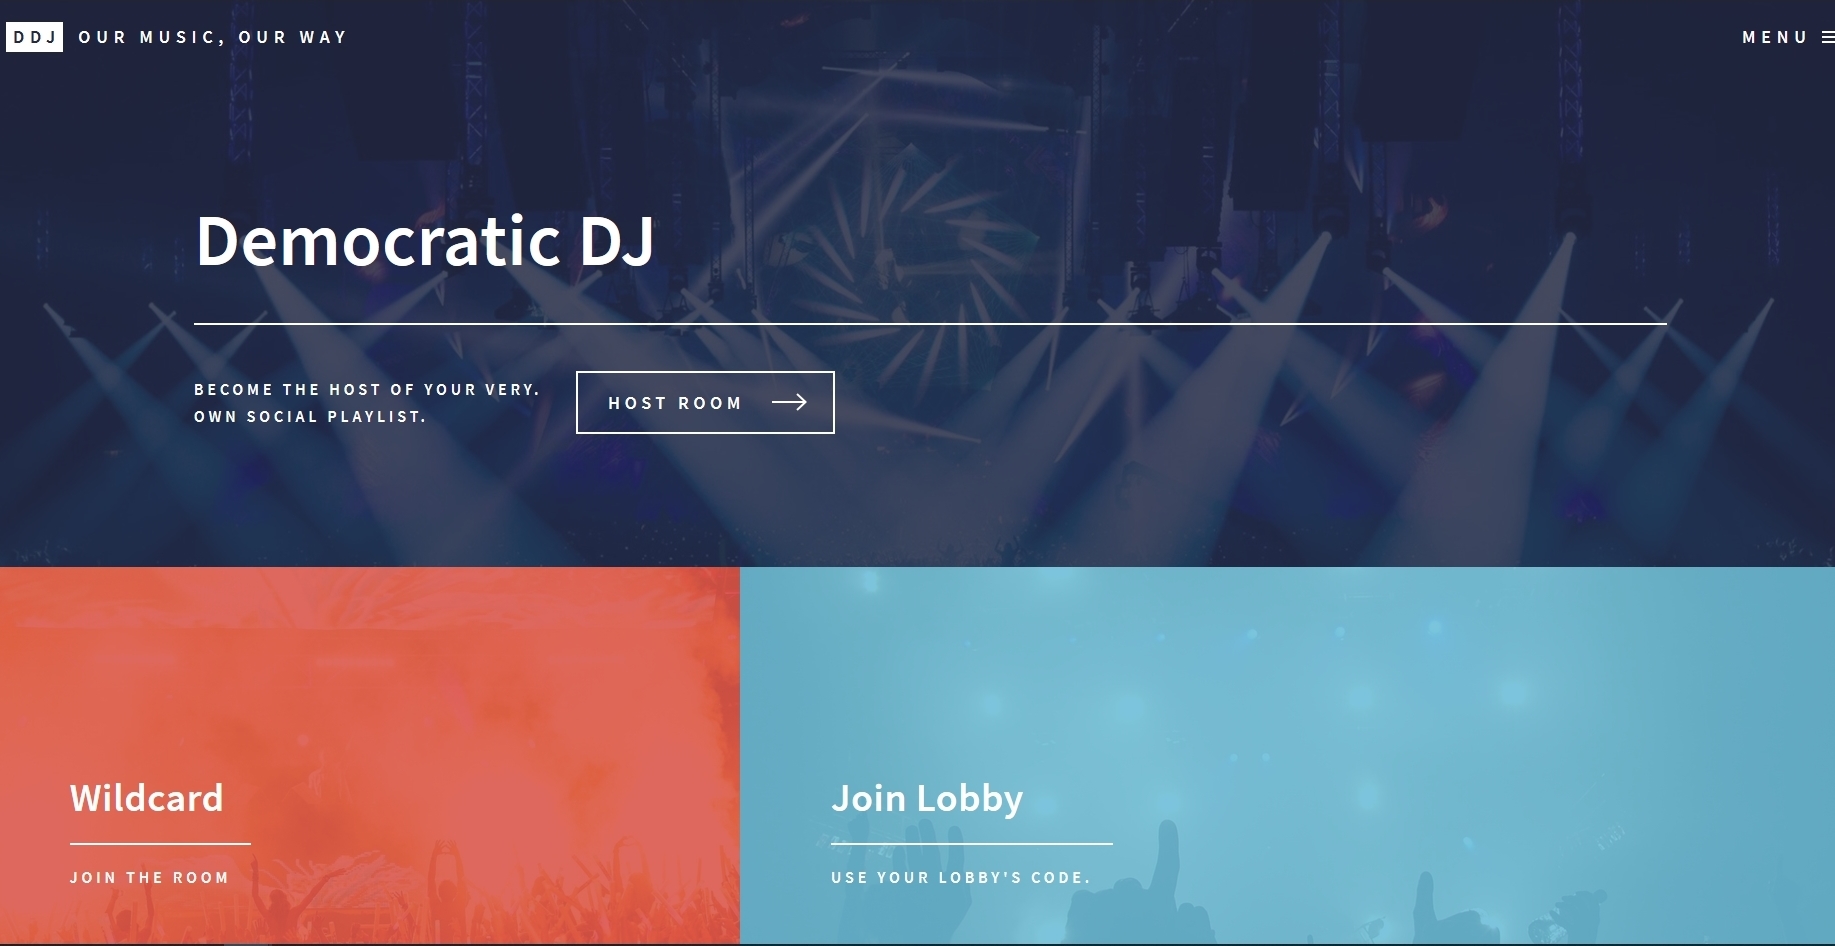 DDJ OUR MUSIC, OUR WAY
MENU
Democratic DJ
BECOME THE HOST OF YOUR VERY.
OWN SOCIAL PLAYLIST.
HOST ROOM
Wildcard
JOIN THE ROOM
Join Lobby
USE YOUR LOBBY'S CODE.